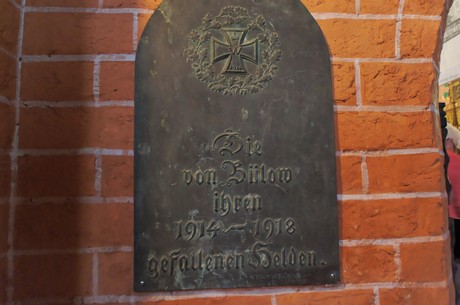 Die
von Bülow
ihren
1914–1918
gefallenen Helden.